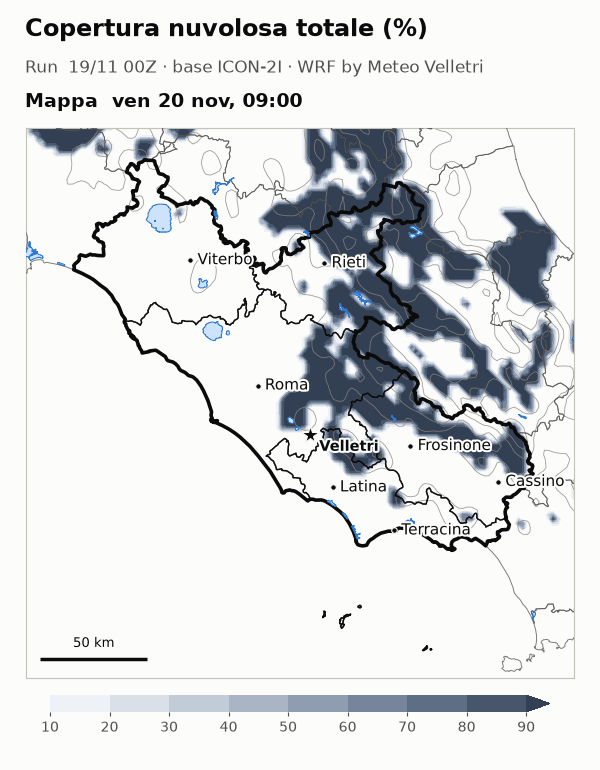 Copertura nuvolosa totale (%)
Run  19/11 00Z · base ICON-2I · WRF by Meteo Velletri
Mappa  ven 20 nov, 09:00
Viterbo
Rieti
Roma
Velletri
Frosinone
Latina
Cassino
Terracina
50 km
10 20 30 40 50 60 70 80 90